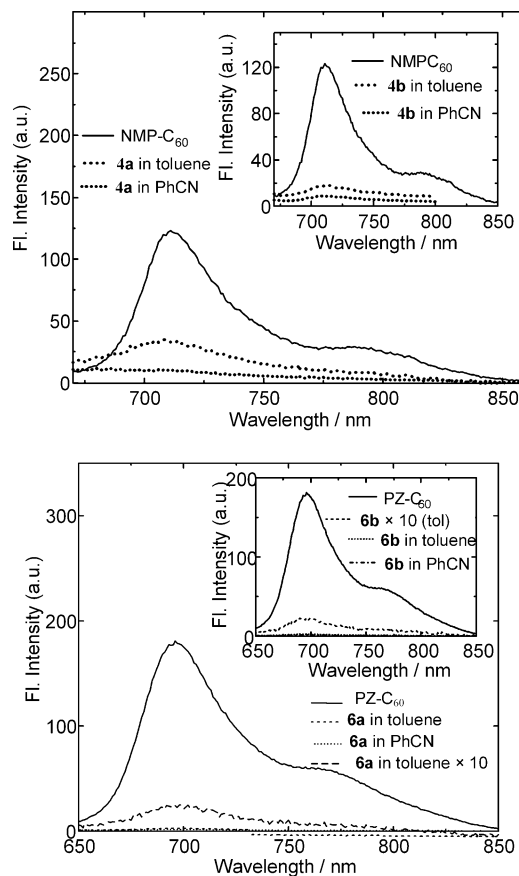 Fl. Intensity (a.u.)
300
250
200
150
100
50
0
NMP-C60
4a in toluene
4a in PhCN
Fl. Intensity (a.u.)
120
80
40
0
NMPC60
4b in toluene
4b in PhCN
700 750 800 850
Wavelength / nm
700 750 800 850
Wavelength / nm
Fl. Intensity (a.u.)
300
200
100
0
Fl. Intensity (a.u.)
200
100
0
PZ-C60
6b × 10 (tol)
6b in toluene
6b in PhCN
650 700 750 800 850
Wavelength / nm
PZ-C60
6a in toluene
6a in PhCN
6a in toluene × 10
650 700 750 800 850
Wavelength / nm